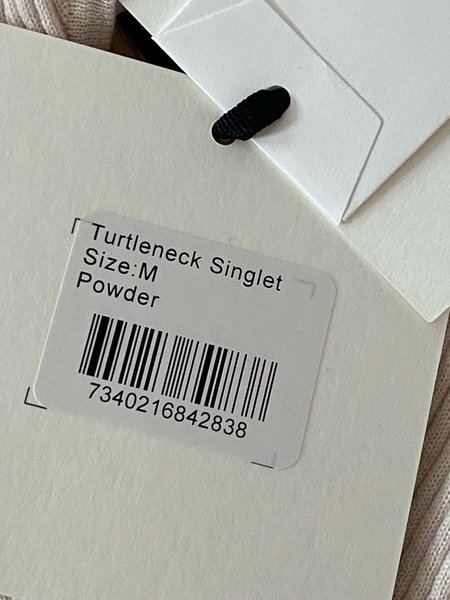 Turtleneck Singlet
Size:M
Powder
7340216842838